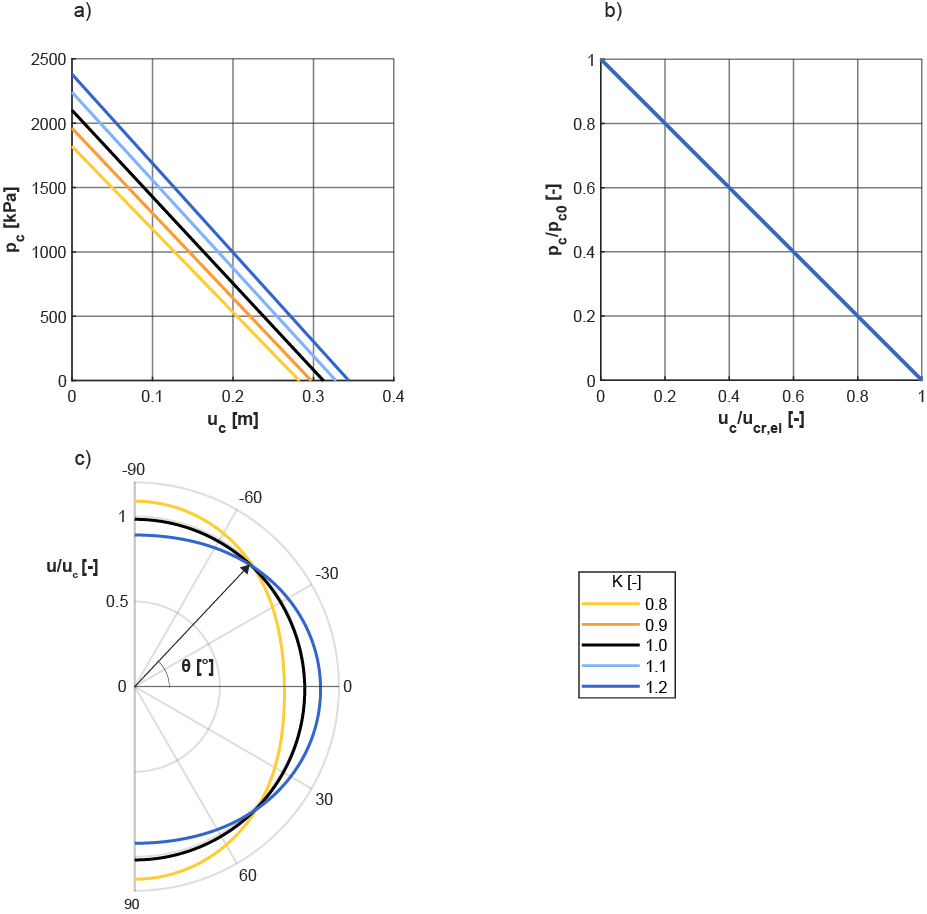 a)
2500
2000
1500
1000
500
0
0 0.1 0.2 0.3 0.4
p_c [kPa]
u_c [m]
b)
1
0.8
0.6
0.4
0.2
0
0 0.2 0.4 0.6 0.8 1
p_c/p_c0 [-]
u_c/u_cr,el [-]
c)
-90
-60
-30
0
30
60
90
1
0.5
0
u/u_c [-]
θ [°]
K [-]
0.8
0.9
1.0
1.1
1.2